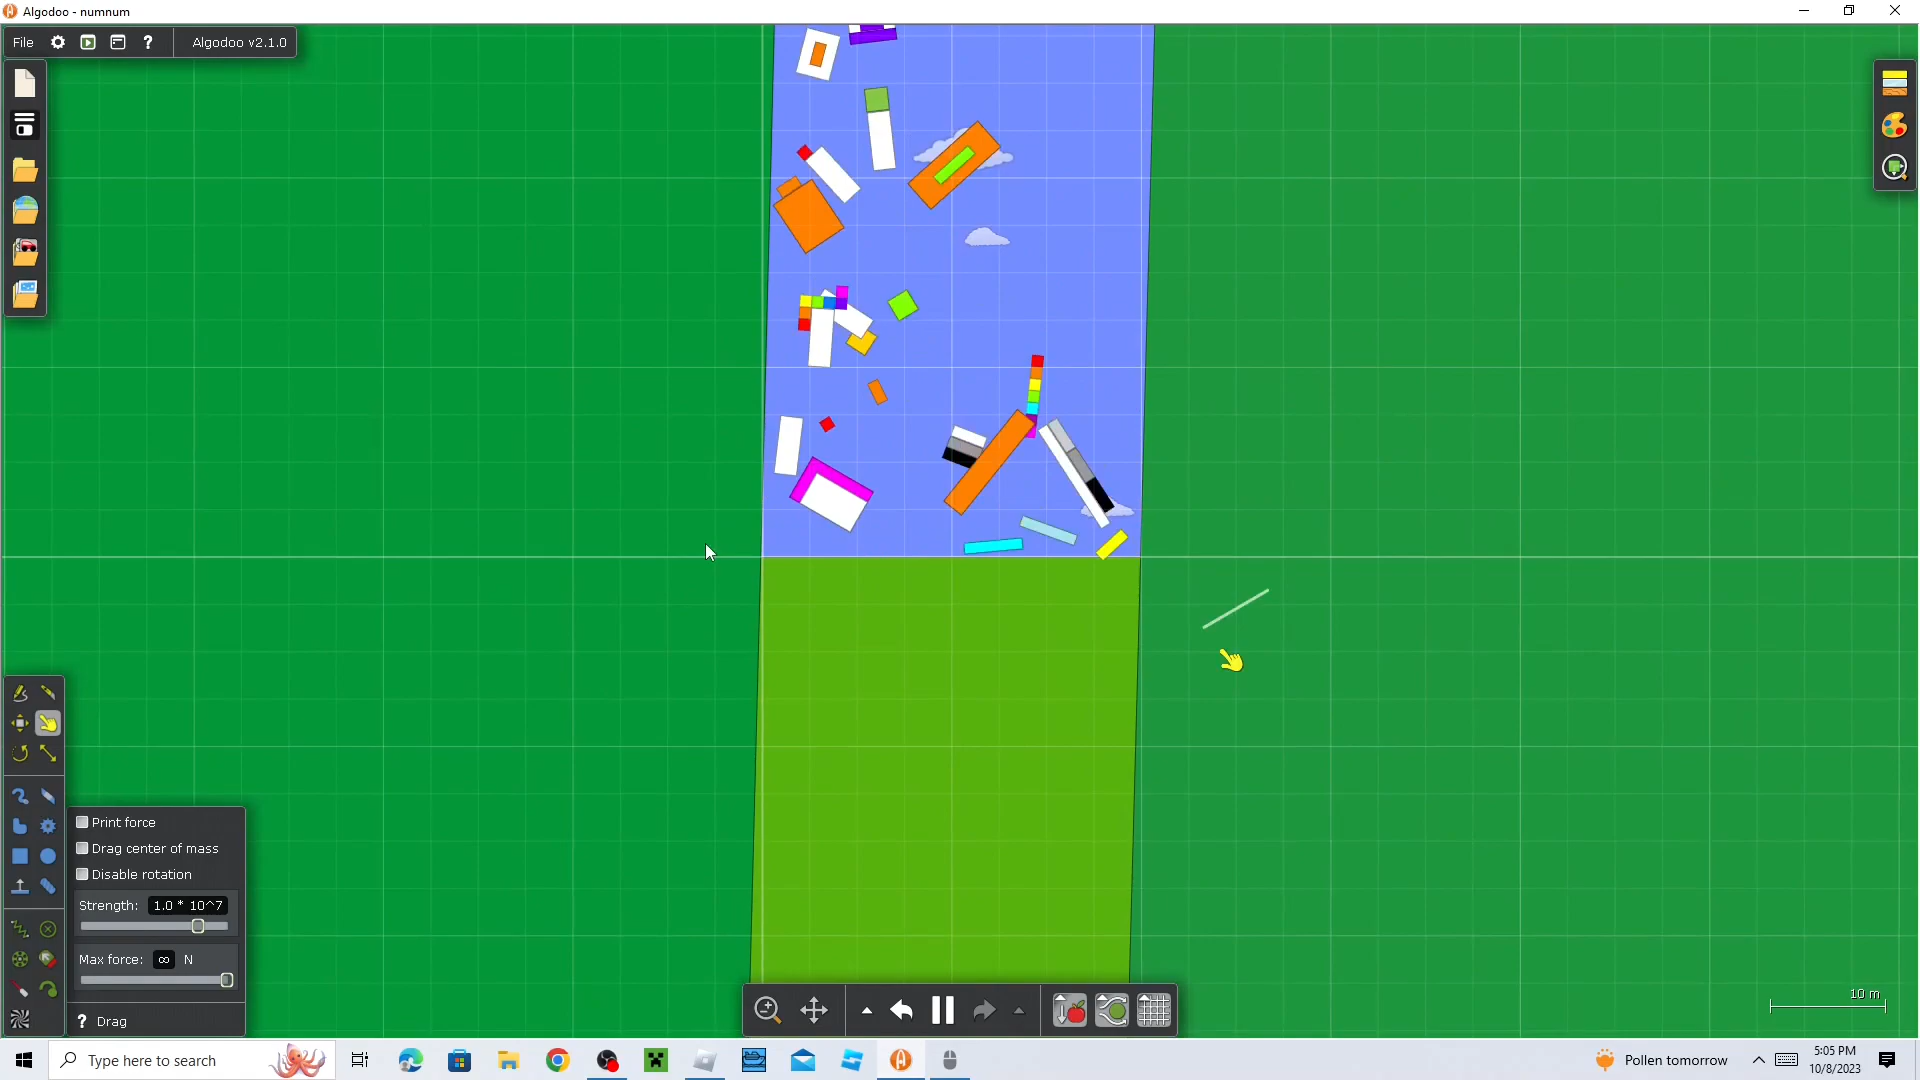 Algodoo - numnum
File
?
Algodoo v2.1.0
Print force
Drag center of mass
Disable rotation
Strength: 1.0 * 10^7
Max force: ∞ N
? Drag
10 m
Type here to search
Pollen tomorrow
5:05 PM
10/8/2023